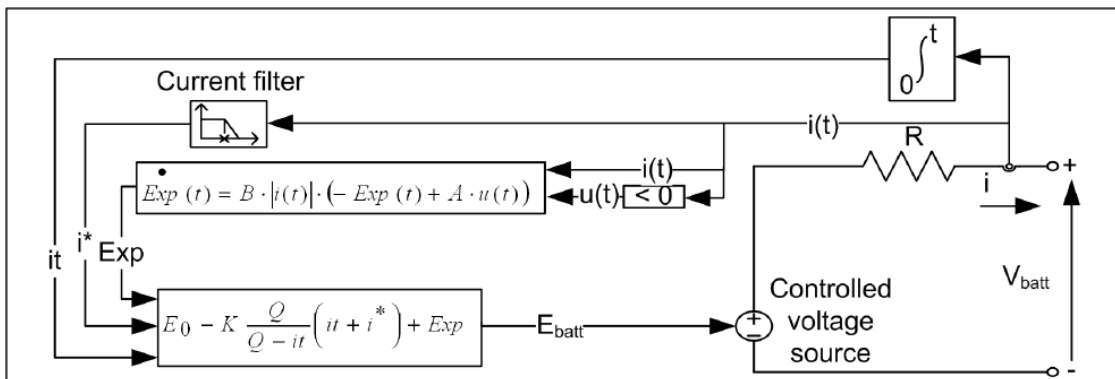 t
∫
0
Current filter
i(t)
R
+
i(t)
Exp (t) = B · |i(t)| · (− Exp (t) + A · u(t))
u(t)
< 0
i
it
i*
Exp
V_batt
Controlled
voltage
source
E_0 − K Q/(Q − it) (it + i*) + Exp
E_batt
+
−
-